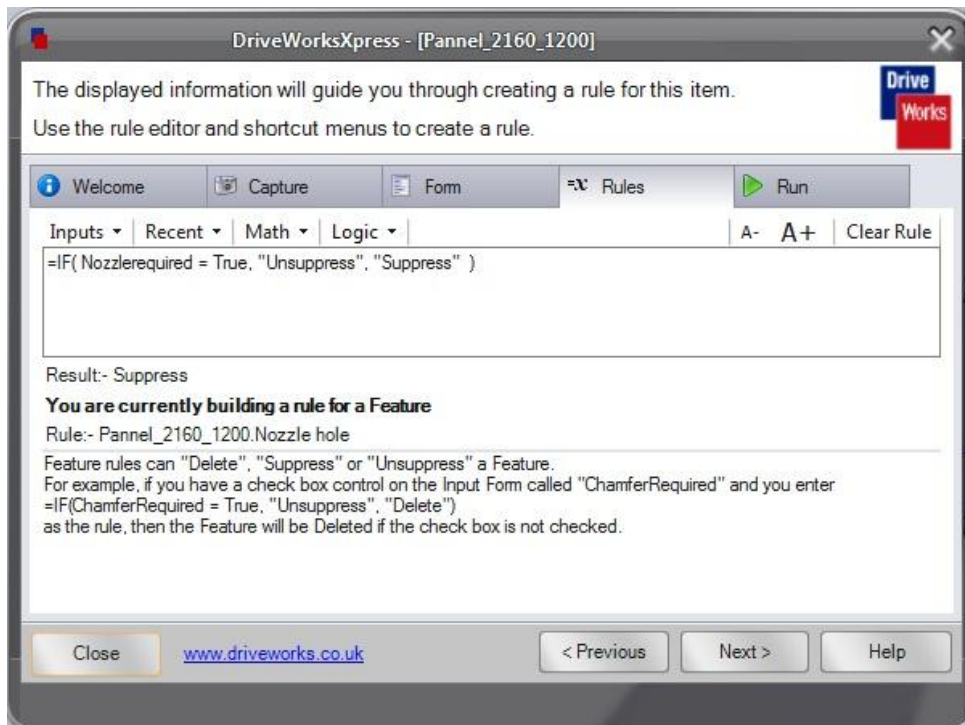 DriveWorksXpress - [Pannel_2160_1200]
The displayed information will guide you through creating a rule for this item.
Use the rule editor and shortcut menus to create a rule.
Drive
Works
Welcome Capture Form =x Rules Run
Inputs Recent Math Logic A- A+ Clear Rule
=IF( Nozzlerequired = True, "Unsuppress", "Suppress" )
Result:- Suppress
You are currently building a rule for a Feature
Rule:- Pannel_2160_1200.Nozzle hole
Feature rules can "Delete", "Suppress" or "Unsuppress" a Feature.
For example, if you have a check box control on the Input Form called "ChamferRequired" and you enter
=IF(ChamferRequired = True, "Unsuppress", "Delete")
as the rule, then the Feature will be Deleted if the check box is not checked.
Close www.driveworks.co.uk < Previous Next > Help